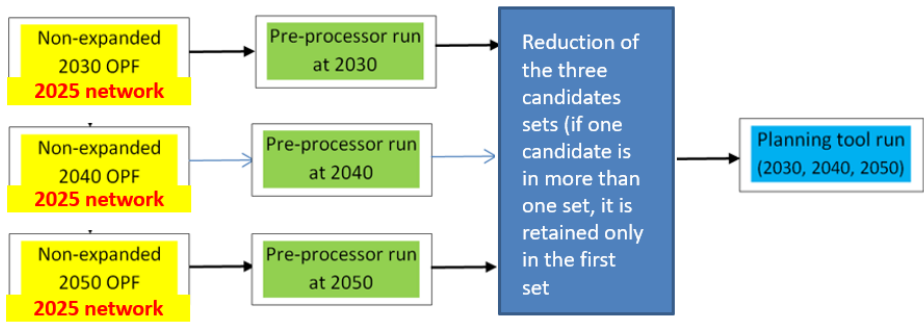 Non-expanded
2030 OPF
2025 network
Pre-processor run
at 2030
Non-expanded
2040 OPF
2025 network
Pre-processor run
at 2040
Non-expanded
2050 OPF
2025 network
Pre-processor run
at 2050
Reduction of
the three
candidates
sets (if one
candidate is
in more than
one set, it is
retained only
in the first
set
Planning tool run
(2030, 2040, 2050)